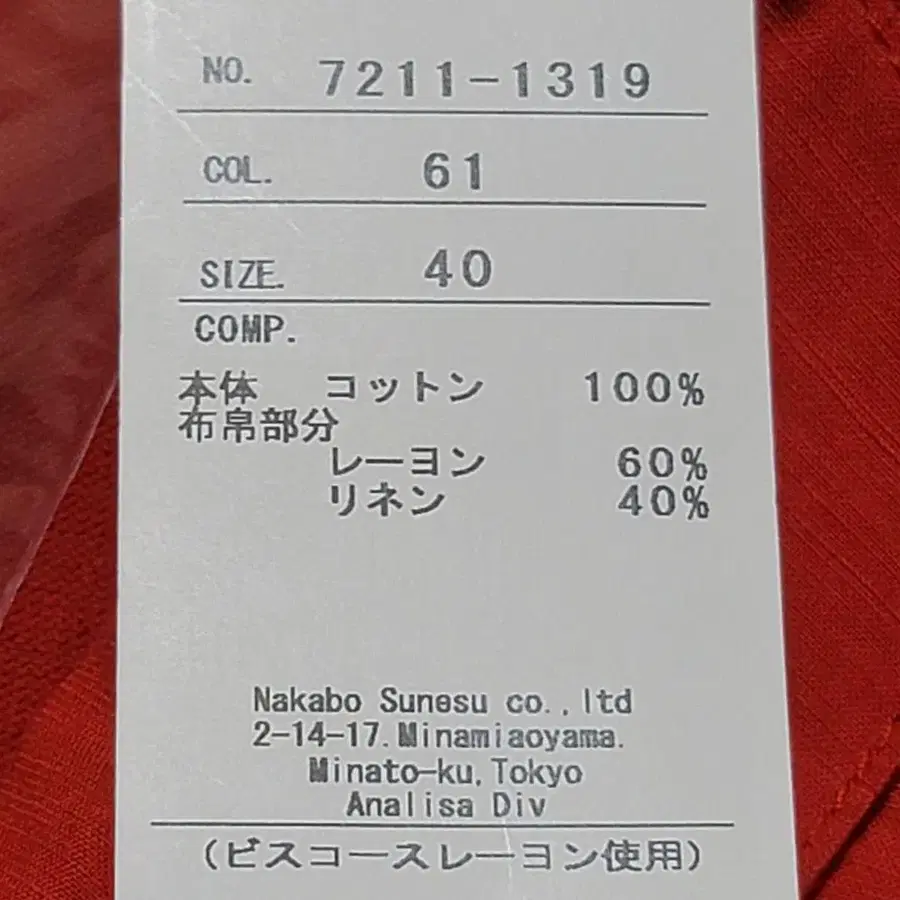 NO. 7211-1319
COL. 61
SIZE. 40
COMP.
本体 コットン 100%
布帛部分
レーヨン 60%
リネン 40%
Nakabo Sunesu co.,ltd
2-14-17.Minamiaoyama.
Minato-ku,Tokyo
Analisa Div
(ビスコースレーヨン使用)